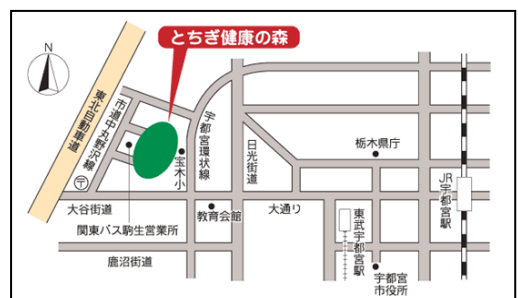 とちぎ健康の森
N
東北自動車道
市道中丸野沢線
宇都宮環状線
宝木小
日光街道
栃木県庁
〒
JR宇都宮駅
大谷街道
教育会館
大通り
東武宇都宮駅
関東バス駒生営業所
鹿沼街道
宇都宮
市役所